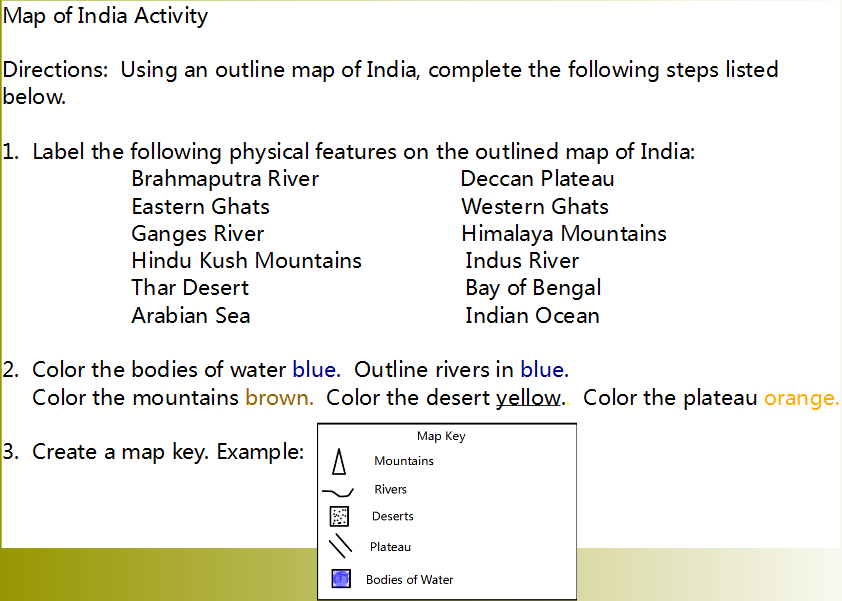 Map of India Activity
Directions:  Using an outline map of India, complete the following steps listed
below.
1.  Label the following physical features on the outlined map of India:
Brahmaputra River    Deccan Plateau
Eastern Ghats    Western Ghats
Ganges River    Himalaya Mountains
Hindu Kush Mountains    Indus River
Thar Desert    Bay of Bengal
Arabian Sea    Indian Ocean
2.  Color the bodies of water blue.  Outline rivers in blue.
Color the mountains brown.  Color the desert yellow..  Color the plateau orange.
3.  Create a map key. Example:
Map Key
Mountains
Rivers
Deserts
Plateau
Bodies of Water